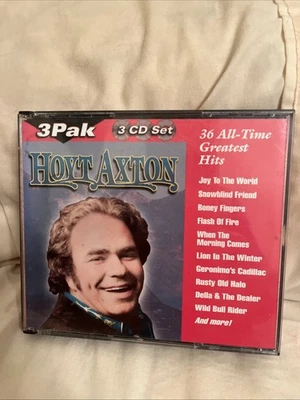 3Pak
3 CD Set
HOYT AXTON
36 All-Time
Greatest
Hits
Joy To The World
Snowblind Friend
Boney Fingers
Flash Of Fire
When The
Morning Comes
Lion In The Winter
Geronimo's Cadillac
Rusty Old Halo
Della & The Dealer
Wild Bull Rider
And more!